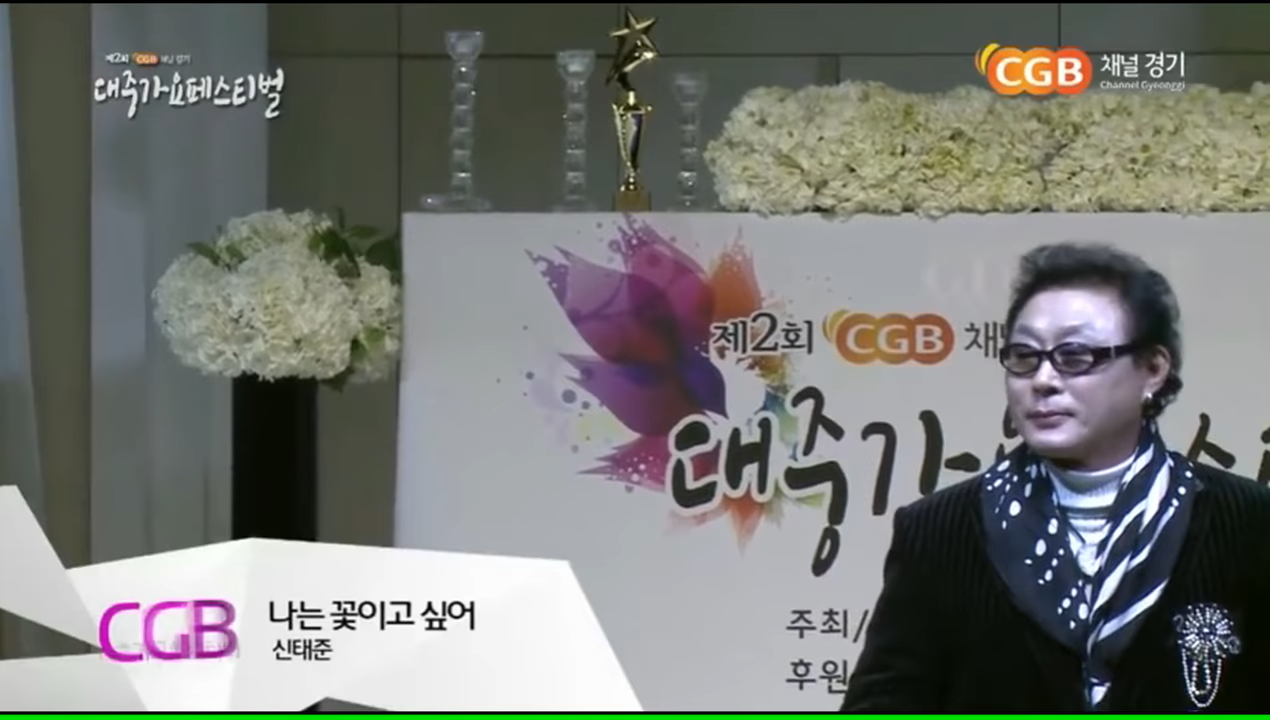 제2회 CGB 채널 경기
대중가요페스티벌
CGB 채널 경기
Channel Gyeonggi
제2회 CGB 채널
대중가요
주최/
후원
CGB
나는 꽃이고 싶어
신태준